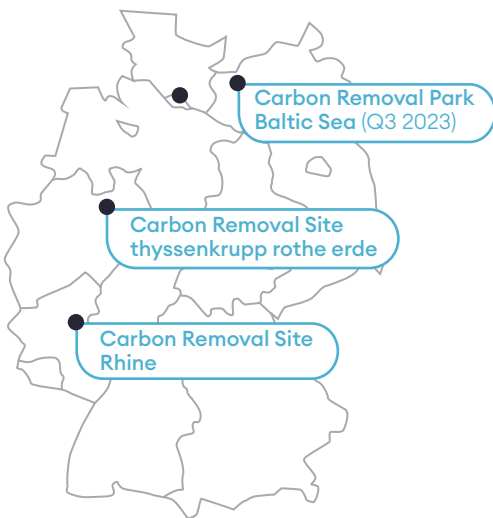 Carbon Removal Park
Baltic Sea (Q3 2023)
Carbon Removal Site
thyssenkrupp rothe erde
Carbon Removal Site
Rhine